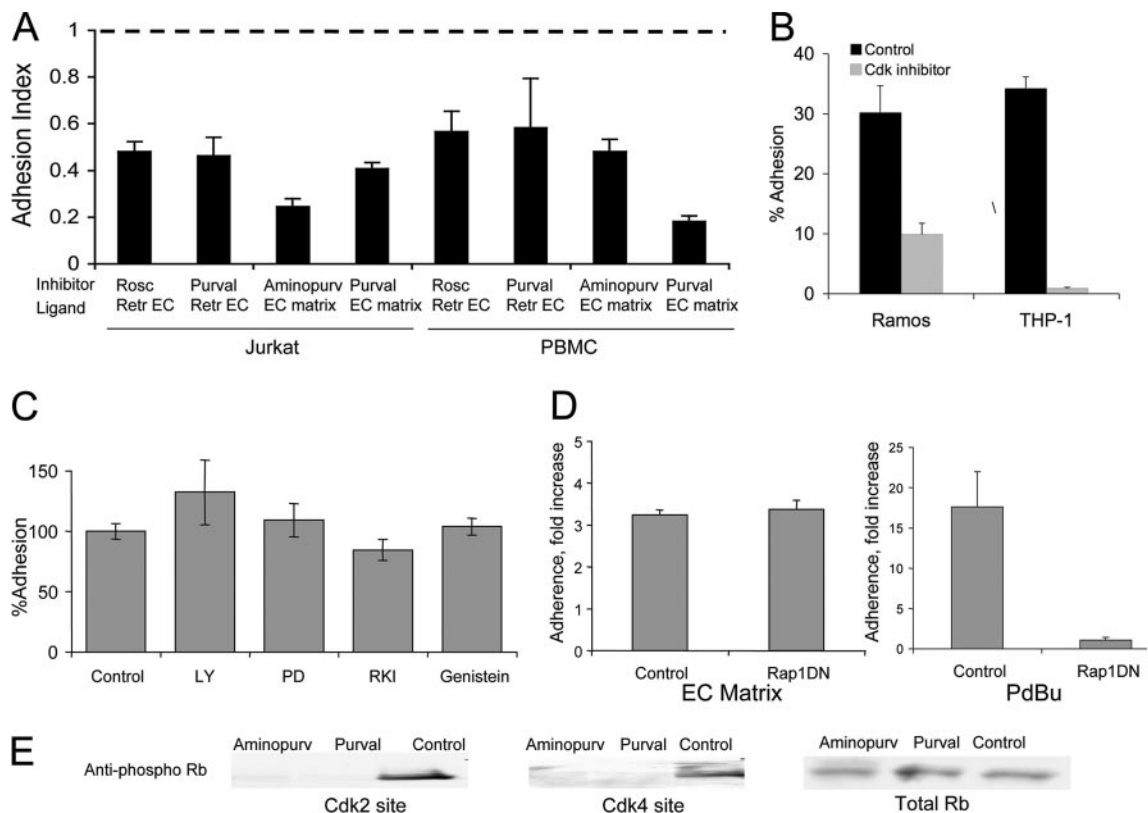 A
Adhesion Index
1
0.8
0.6
0.4
0.2
0
Inhibitor Rosc Purval Aminopurv Purval Rosc Purval Aminopurv Purval
Ligand Retr EC Retr EC EC matrix EC matrix Retr EC Retr EC EC matrix EC matrix
Jurkat PBMC
B
Control
Cdk inhibitor
% Adhesion
40
30
20
10
0
\
Ramos THP-1
C
%Adhesion
150
100
50
0
Control LY PD RKI Genistein
D
Adherence, fold increase
5
4
3
2
1
0
Control Rap1DN
EC Matrix
Adherence, fold increase
25
20
15
10
5
0
Control Rap1DN
PdBu
E
Aminopurv Purval Control Aminopurv Purval Control Aminopurv Purval Control
Anti-phospho Rb
Cdk2 site Cdk4 site Total Rb